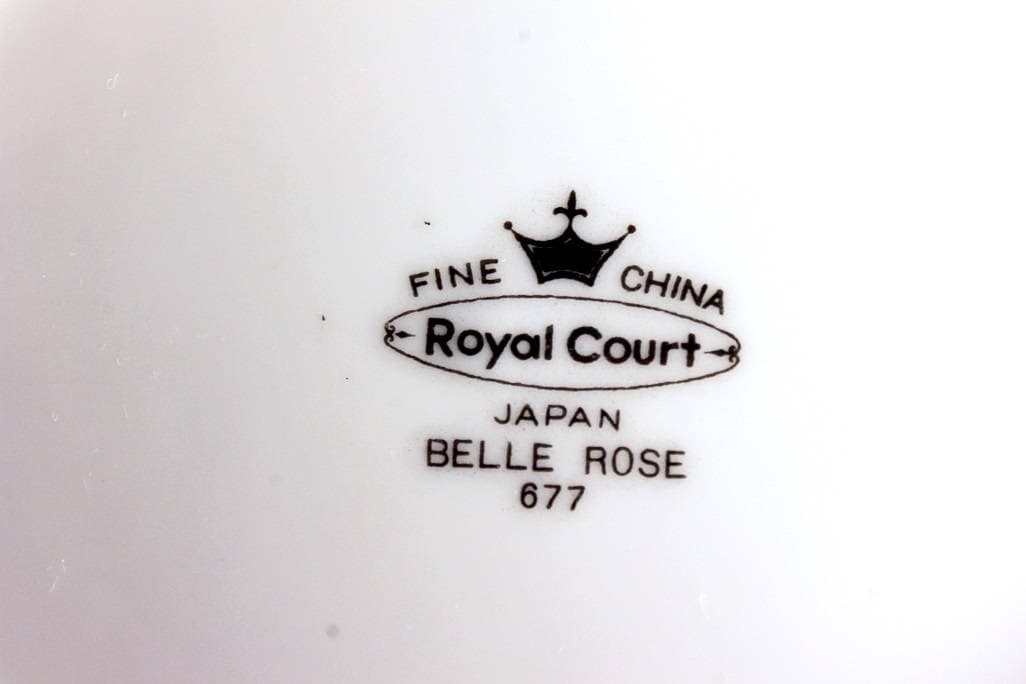 FINE CHINA
Royal Court
JAPAN
BELLE ROSE
677